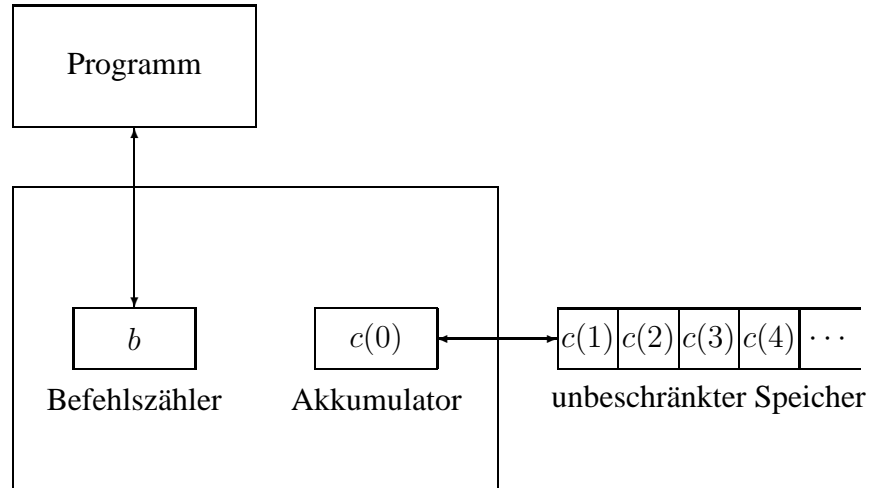 Programm
b c(0) c(1) c(2) c(3) c(4) ···
Befehlszähler Akkumulator unbeschränkter Speicher